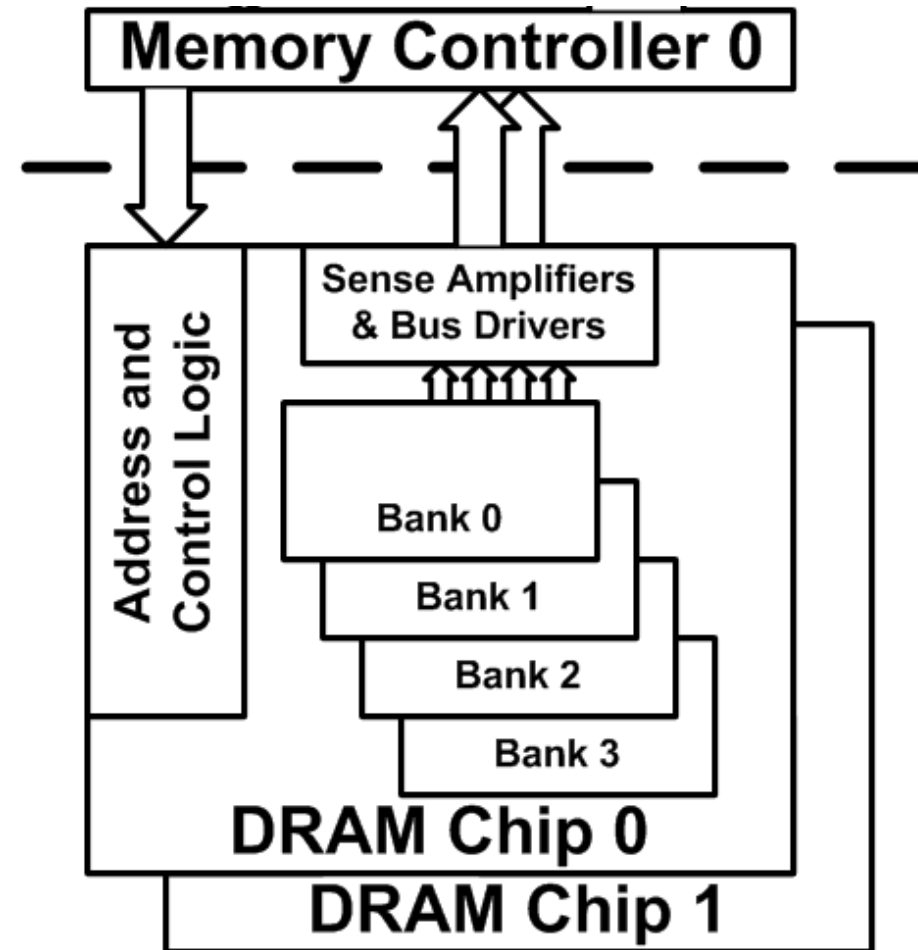 Memory Controller 0
Address and
Control Logic
Sense Amplifiers
& Bus Drivers
Bank 0
Bank 1
Bank 2
Bank 3
DRAM Chip 0
DRAM Chip 1